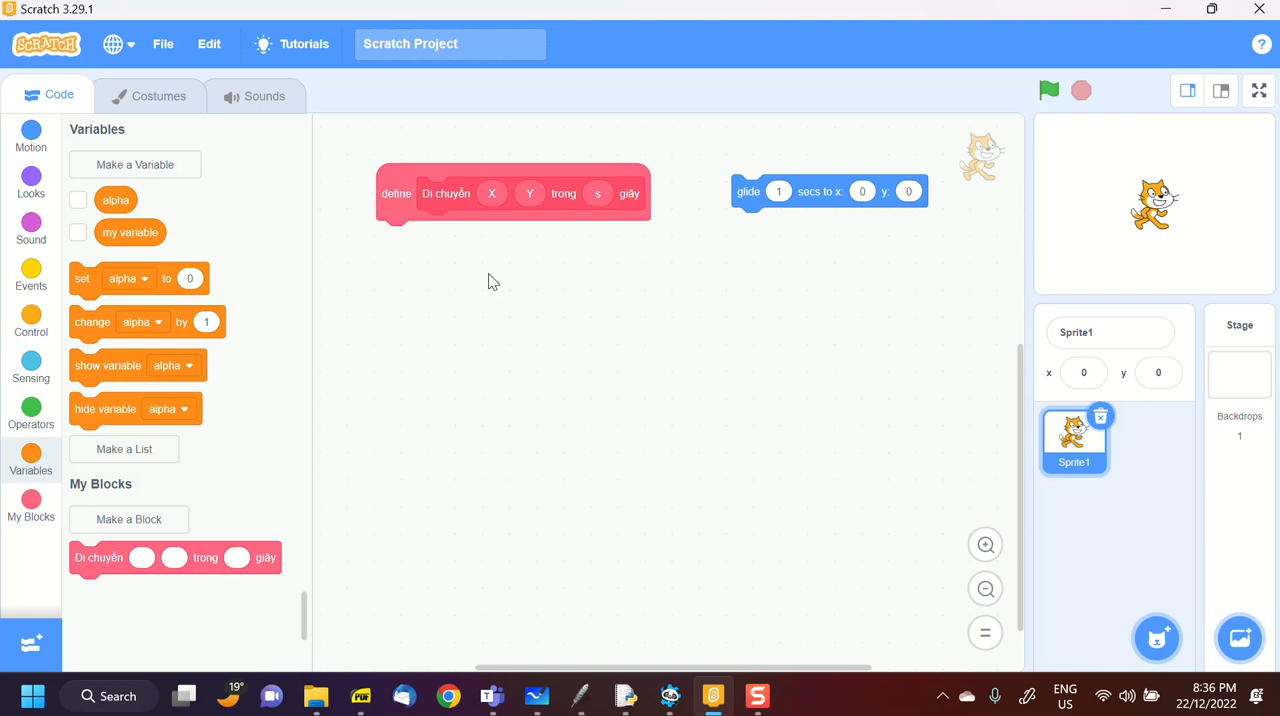 Scratch 3.29.1
SCRATCH File Edit Tutorials Scratch Project ?
Code Costumes Sounds
Motion
Looks
Sound
Events
Control
Sensing
Operators
Variables
My Blocks
Variables
Make a Variable
alpha
my variable
set alpha to 0
change alpha by 1
show variable alpha
hide variable alpha
Make a List
My Blocks
Make a Block
Di chuyển trong giây
define Di chuyển X Y trong s giây
glide 1 secs to x: 0 y: 0
Sprite1
x 0 y 0
Sprite1
Stage
Backdrops
1
Search
19°
PDF
S
ENG
US
8:36 PM
22/12/2022